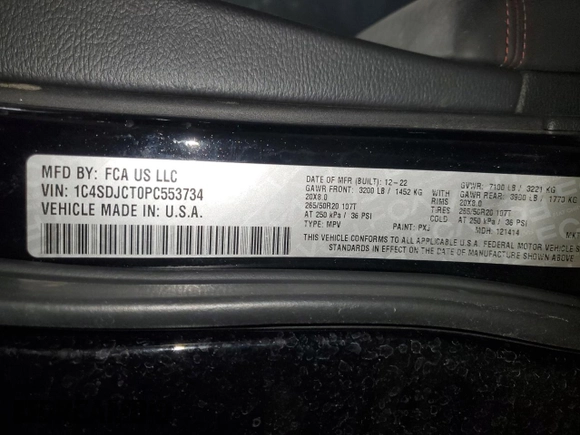 MFD BY: FCA US LLC
VIN: 1C4SDJCT0PC553734
VEHICLE MADE IN: U.S.A.
DATE OF MFR (BUILT): 12-22 GVWR: 7100 LB / 3221 KG
GAWR FRONT: 3200 LB / 1452 KG WITH GAWR REAR: 3900 LB / 1770 KG
20X8.0 RIMS 20X8.0
265/50R20 107T TIRES 265/50R20 107T
AT 250 kPa / 36 PSI COLD AT 250 kPa / 36 PSI
TYPE: MPV PAINT: PXJ MDH: 121414 MKT
THIS VEHICLE CONFORMS TO ALL APPLICABLE U.S.A. FEDERAL MOTOR VEHICLE
STANDARDS IN EFFECT ON THE DATE OF MANUFACTURE SHOWN ABOVE